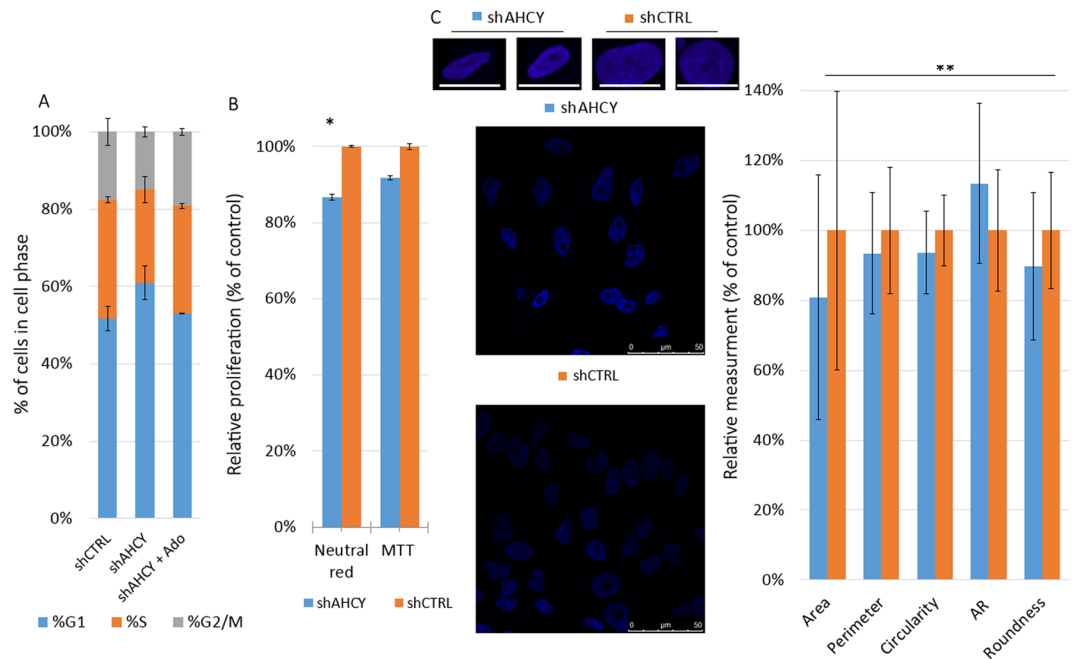 A
% of cells in cell phase
100%
80%
60%
40%
20%
0%
shCTRL
shAHCY
shAHCY + Ado
%G1 %S %G2/M
B
Relative proliferation (% of control)
*
100%
80%
60%
40%
20%
0%
Neutral red
MTT
shAHCY shCTRL
C
shAHCY shCTRL
shAHCY
0 µm 50
shCTRL
0 µm 50
Relative measurment (% of control)
**
140%
120%
100%
80%
60%
40%
20%
0%
Area
Perimeter
Circularity
AR
Roundness